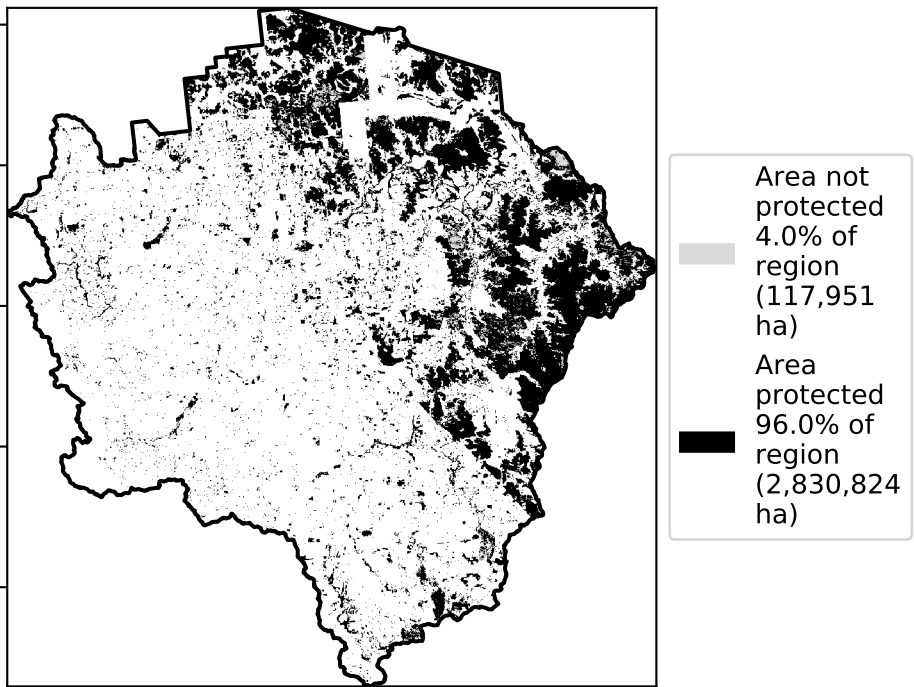 Area not
protected
4.0% of
region
(117,951
ha)
Area
protected
96.0% of
region
(2,830,824
ha)